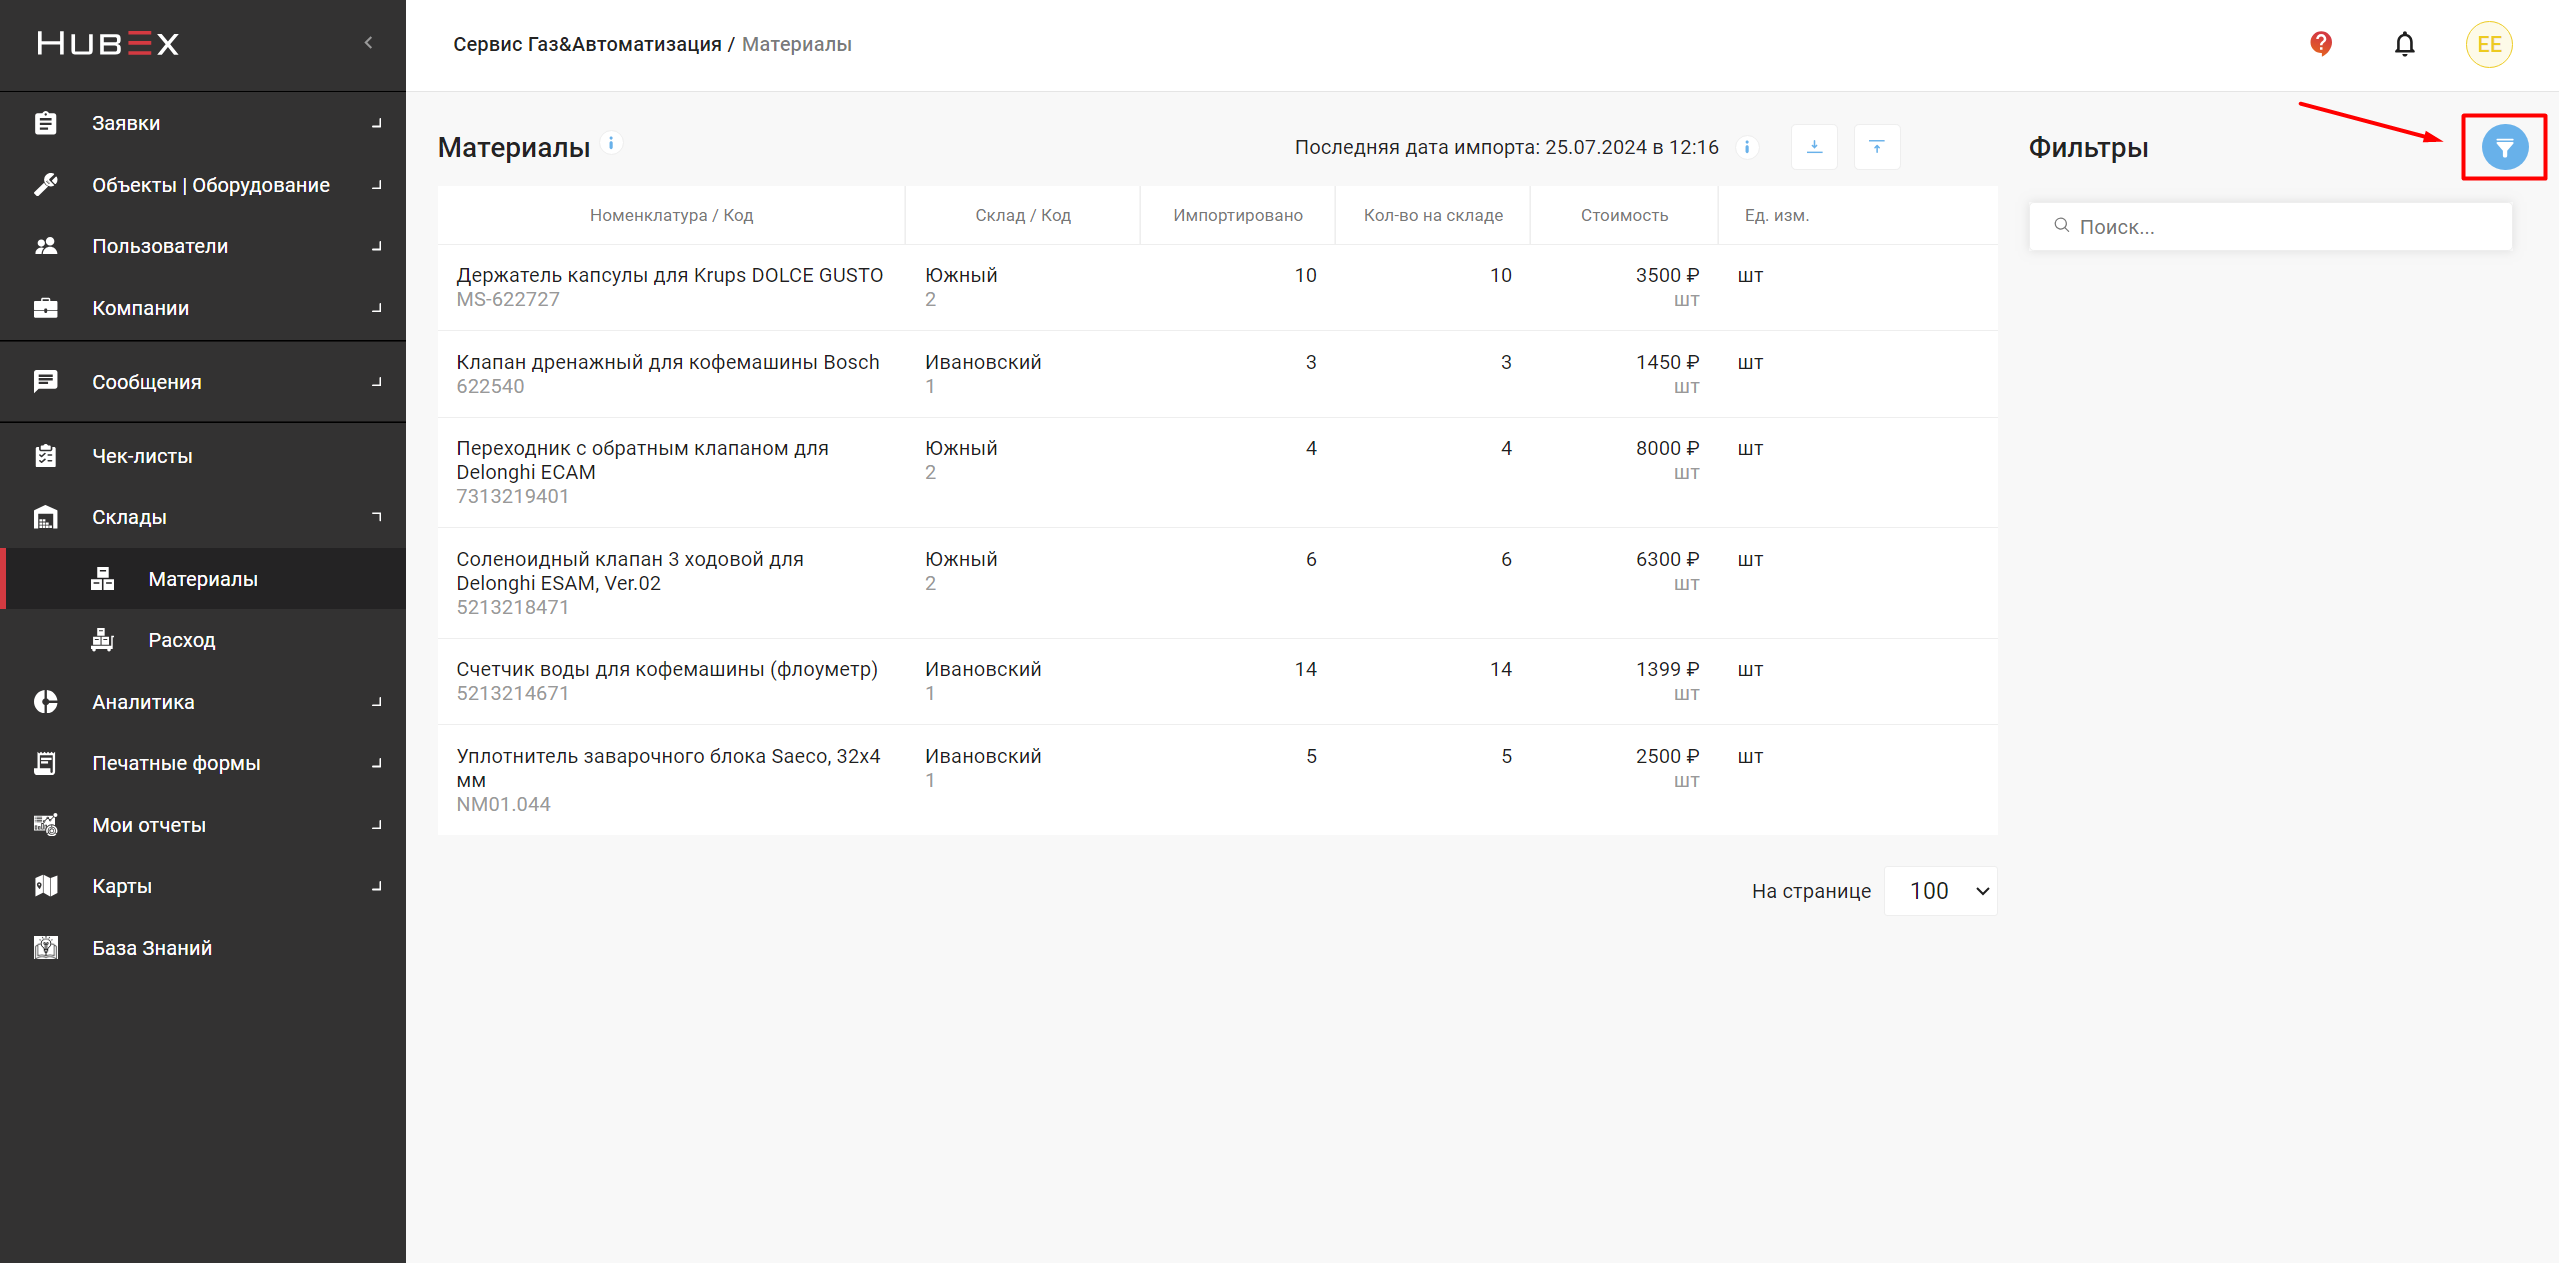 HUBEX
Заявки
Объекты | Оборудование
Пользователи
Компании
Сообщения
Чек-листы
Склады
Материалы
Расход
Аналитика
Печатные формы
Мои отчеты
Карты
База Знаний
Сервис Газ&Автоматизация / Материалы
EE
Материалы
Последняя дата импорта: 25.07.2024 в 12:16
Номенклатура / Код Склад / Код Импортировано Кол-во на складе Стоимость Ед. изм.
Держатель капсулы для Krups DOLCE GUSTO Южный 10 10 3500 ₽ шт
MS-622727 2 шт
Клапан дренажный для кофемашины Bosch Ивановский 3 3 1450 ₽ шт
622540 1 шт
Переходник с обратным клапаном для Южный 4 4 8000 ₽ шт
Delonghi ECAM 2 шт
7313219401
Соленоидный клапан 3 ходовой для Южный 6 6 6300 ₽ шт
Delonghi ESAM, Ver.02 2 шт
5213218471
Счетчик воды для кофемашины (флоуметр) Ивановский 14 14 1399 ₽ шт
5213214671 1 шт
Уплотнитель заварочного блока Saeco, 32x4 Ивановский 5 5 2500 ₽ шт
мм 1 шт
NM01.044
На странице 100
Фильтры
Поиск...